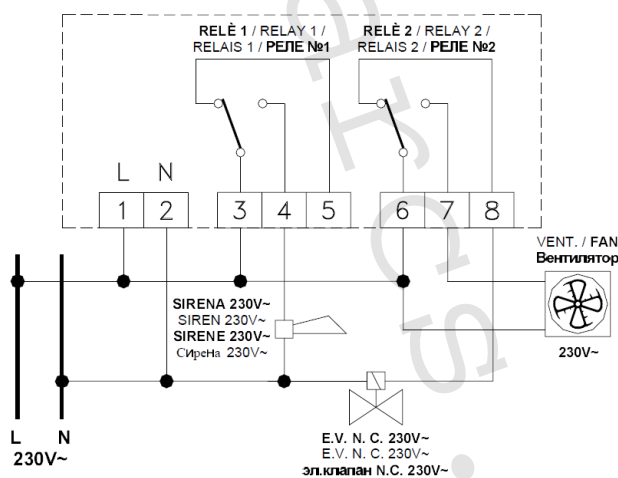 RELÈ 1 / RELAY 1 /
RELAIS 1 / РЕЛЕ №1
RELÈ 2 / RELAY 2 /
RELAIS 2 / РЕЛЕ №2
L N
1 2 3 4 5 6 7 8
VENT. / FAN
Вентилятор
230V~
SIRENA 230V~
SIREN 230V~
SIRENE 230V~
Сирена 230V~
L N
230V~
E.V. N. C. 230V~
E.V. N. C. 230V~
эл.клапан N.C. 230V~